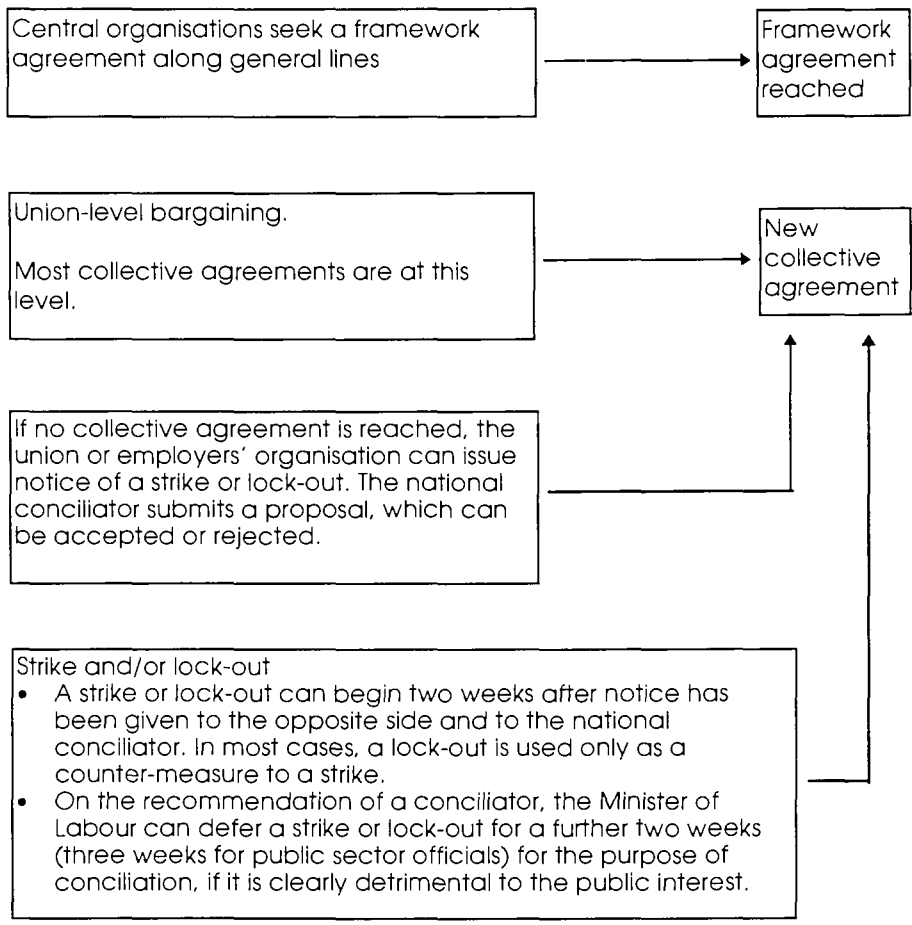 Central organisations seek a framework
agreement along general lines
Framework
agreement
reached
Union-level bargaining.
Most collective agreements are at this
level.
New
collective
agreement
If no collective agreement is reached, the
union or employers' organisation can issue
notice of a strike or lock-out. The national
conciliator submits a proposal, which can
be accepted or rejected.
Strike and/or lock-out
• A strike or lock-out can begin two weeks after notice has
been given to the opposite side and to the national
conciliator. In most cases, a lock-out is used only as a
counter-measure to a strike.
• On the recommendation of a conciliator, the Minister of
Labour can defer a strike or lock-out for a further two weeks
(three weeks for public sector officials) for the purpose of
conciliation, if it is clearly detrimental to the public interest.